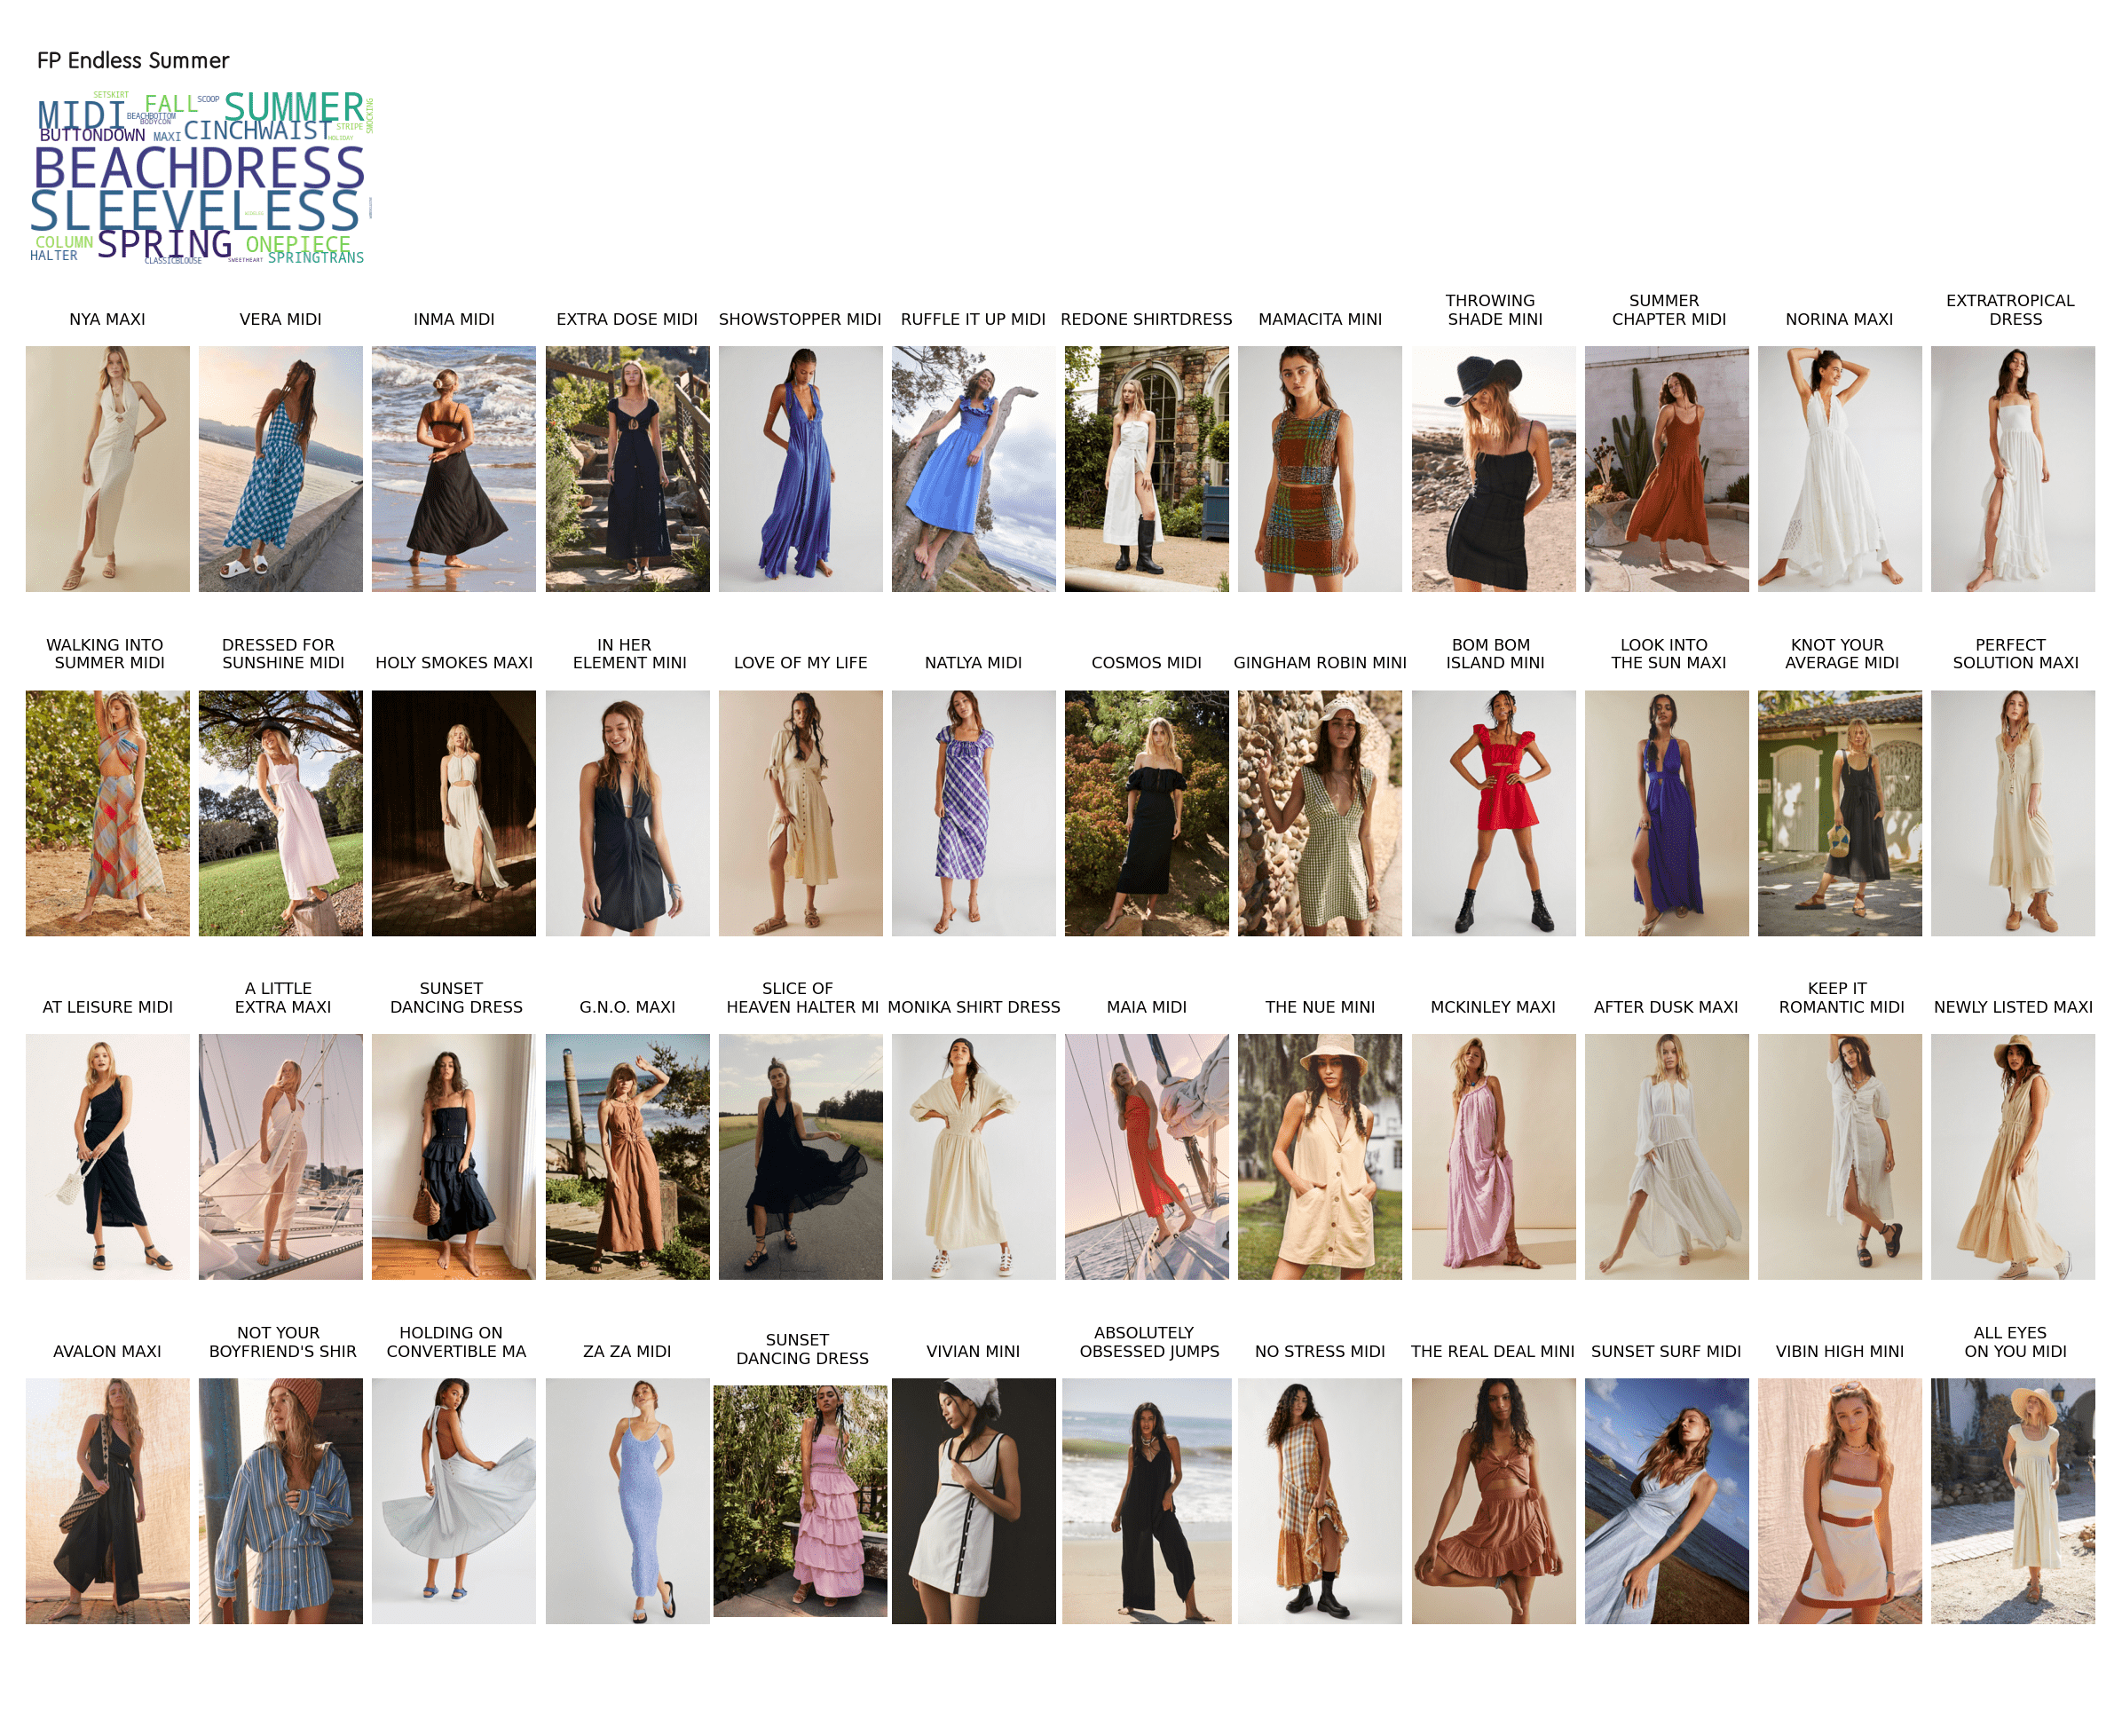 FP Endless Summer
SETSKIRT
MIDI FALL SCOOP SUMMER SMOCKING
BEACHBOTTOM
BODYCON
BUTTONDOWN MAXI CINCHWAIST STRIPE
HOLIDAY
BEACHDRESS
SLEEVELESS
COLUMN SPRING ONEPIECE
HALTER CLASSICBLOUSE SWEETHEART SPRINGTRANS
NYA MAXI
VERA MIDI
INMA MIDI
EXTRA DOSE MIDI
SHOWSTOPPER MIDI
RUFFLE IT UP MIDI
REDONE SHIRTDRESS
MAMACITA MINI
THROWING
SHADE MINI
SUMMER
CHAPTER MIDI
NORINA MAXI
EXTRATROPICAL
DRESS
WALKING INTO
SUMMER MIDI
DRESSED FOR
SUNSHINE MIDI
HOLY SMOKES MAXI
IN HER
ELEMENT MINI
LOVE OF MY LIFE
NATLYA MIDI
COSMOS MIDI
GINGHAM ROBIN MINI
BOM BOM
ISLAND MINI
LOOK INTO
THE SUN MAXI
KNOT YOUR
AVERAGE MIDI
PERFECT
SOLUTION MAXI
AT LEISURE MIDI
A LITTLE
EXTRA MAXI
SUNSET
DANCING DRESS
G.N.O. MAXI
SLICE OF
HEAVEN HALTER MI
MONIKA SHIRT DRESS
MAIA MIDI
THE NUE MINI
MCKINLEY MAXI
AFTER DUSK MAXI
KEEP IT
ROMANTIC MIDI
NEWLY LISTED MAXI
AVALON MAXI
NOT YOUR
BOYFRIEND'S SHIR
HOLDING ON
CONVERTIBLE MA
ZA ZA MIDI
SUNSET
DANCING DRESS
VIVIAN MINI
ABSOLUTELY
OBSESSED JUMPS
NO STRESS MIDI
THE REAL DEAL MINI
SUNSET SURF MIDI
VIBIN HIGH MINI
ALL EYES
ON YOU MIDI